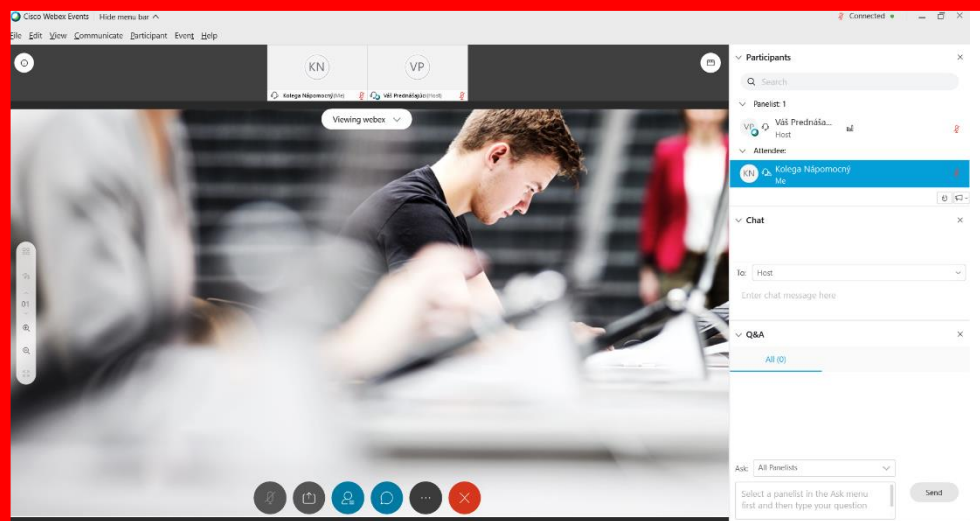 Cisco Webex Events Hide menu bar
Connected
File Edit View Communicate Participant Event Help
KN
VP
Kolega Nápomocný(Me)
Váš Prednášajúci(Host)
Viewing webex
01
Participants
Search
Panelist: 1
VP
Váš Prednáša...
Host
Attendee:
KN
Kolega Nápomocný
Me
Chat
To: Host
Enter chat message here
Q&A
All (0)
Ask: All Panelists
Select a panelist in the Ask menu
first and then type your question
Send